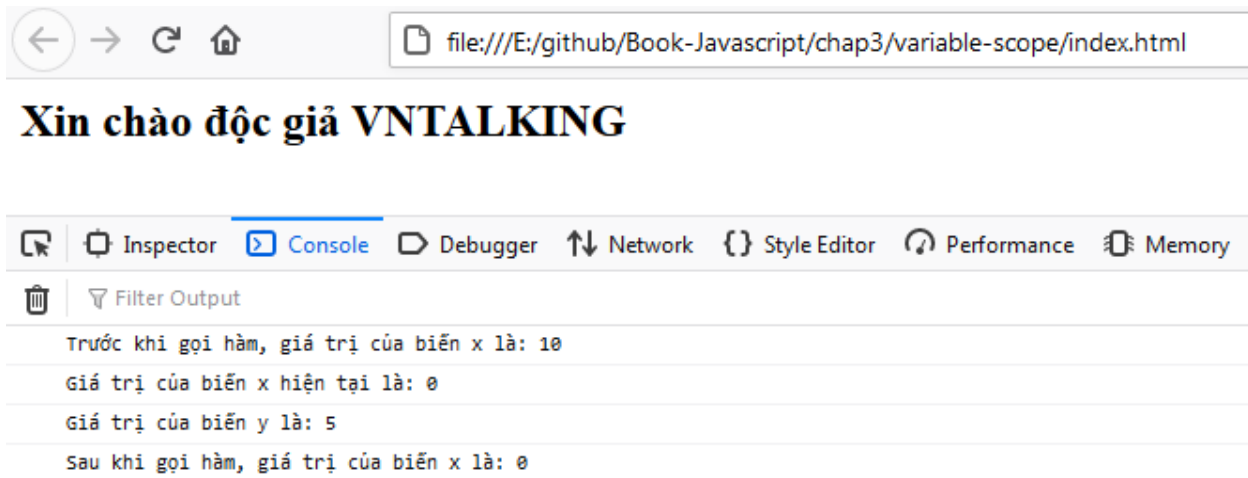 file:///E:/github/Book-Javascript/chap3/variable-scope/index.html
Xin chào độc giả VNTALKING
Inspector Console Debugger Network Style Editor Performance Memory
Filter Output
Trước khi gọi hàm, giá trị của biến x là: 10
Giá trị của biến x hiện tại là: 0
Giá trị của biến y là: 5
Sau khi gọi hàm, giá trị của biến x là: 0